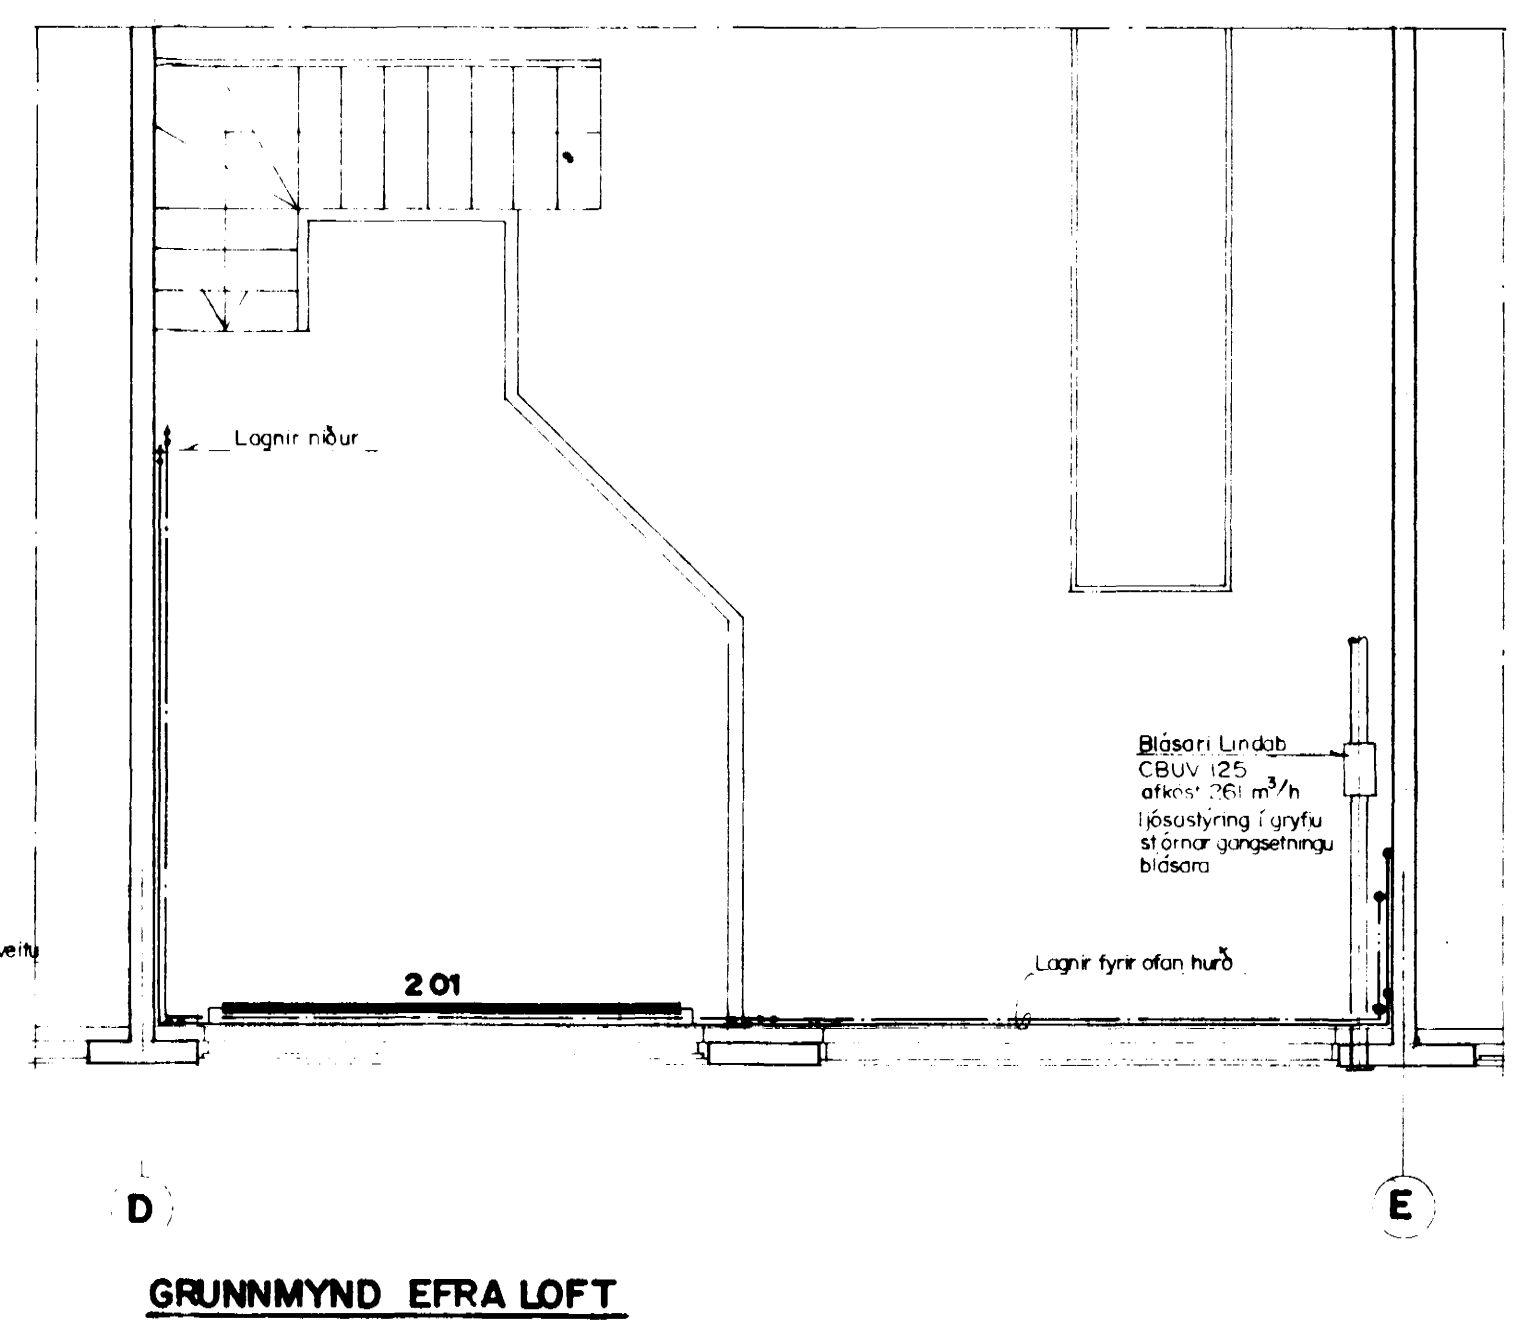 Lagnir niður
Blásari Lindab
CBUV 125
afköst 261 m³/h
ljósastýring í gryfju
stjórnar gangsetningu
blásara
veitu
Lagnir fyrir ofan hurð
201
D
E
GRUNNMYND EFRA LOFT